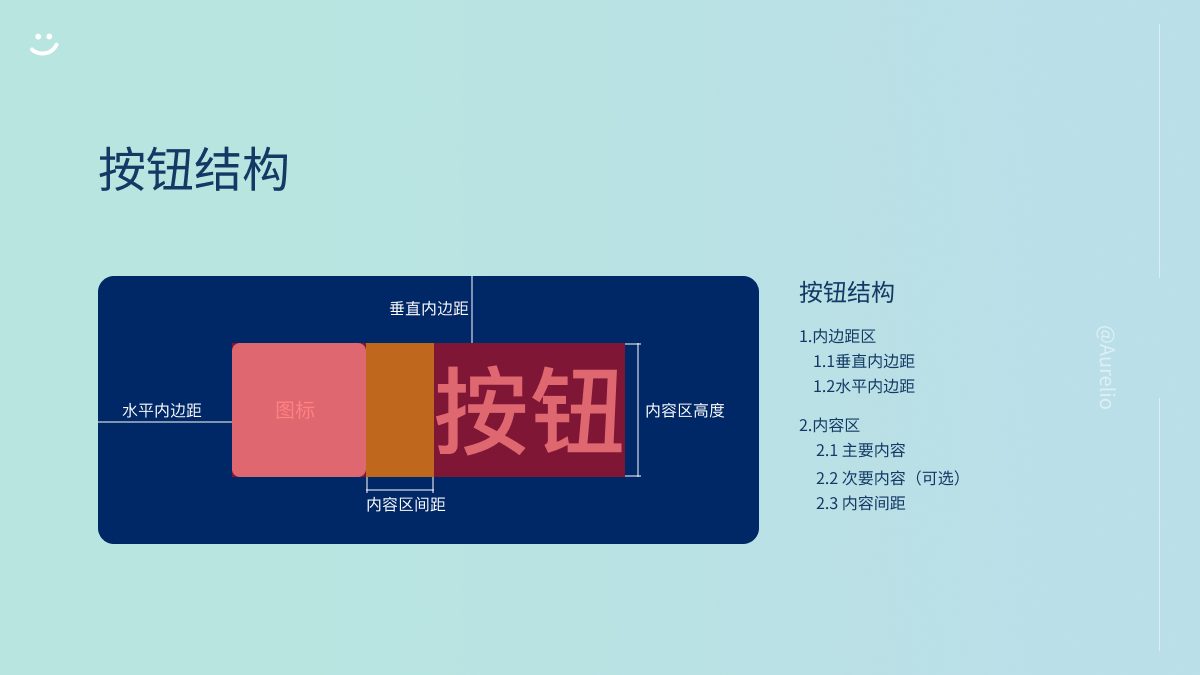 按钮结构
垂直内边距
水平内边距
图标
按钮
内容区高度
内容区间距
按钮结构
1.内边距区
1.1垂直内边距
1.2水平内边距
2.内容区
2.1 主要内容
2.2 次要内容（可选）
2.3 内容间距
@Aurelio